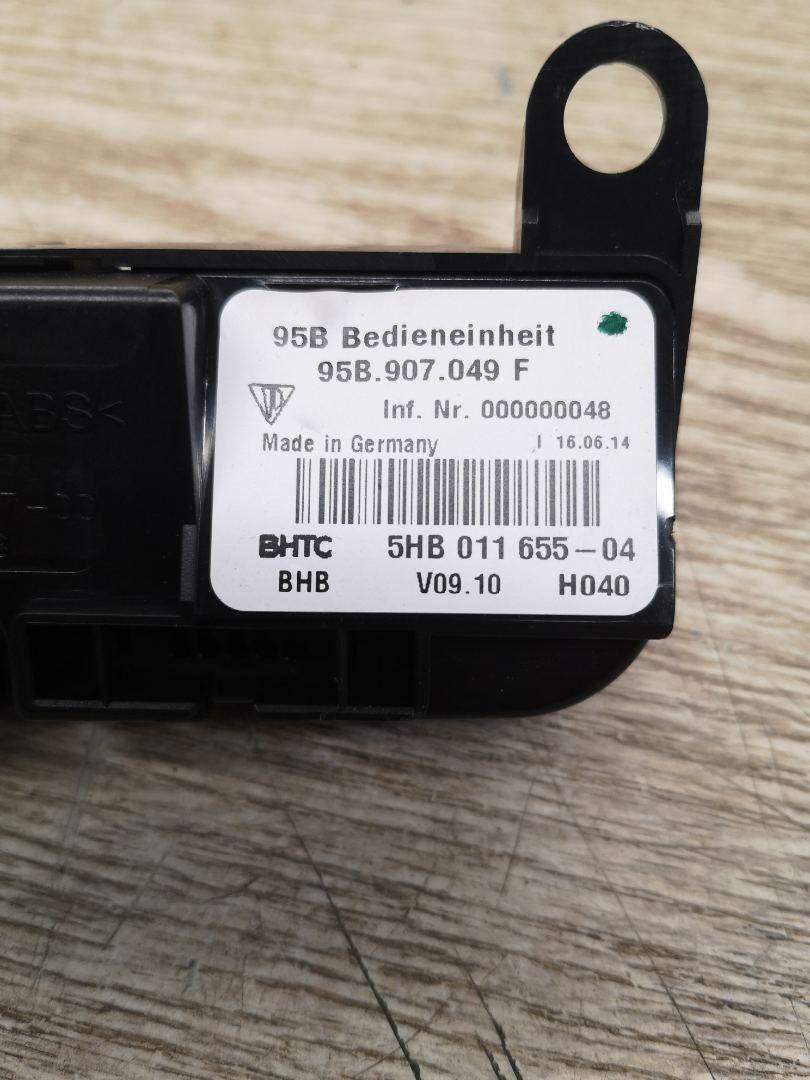 95B Bedieneinheit
95B.907.049 F
Inf. Nr. 000000048
Made in Germany
16.06.14
BHTC 5HB 011 655-04
BHB V09.10 H040
ABS<